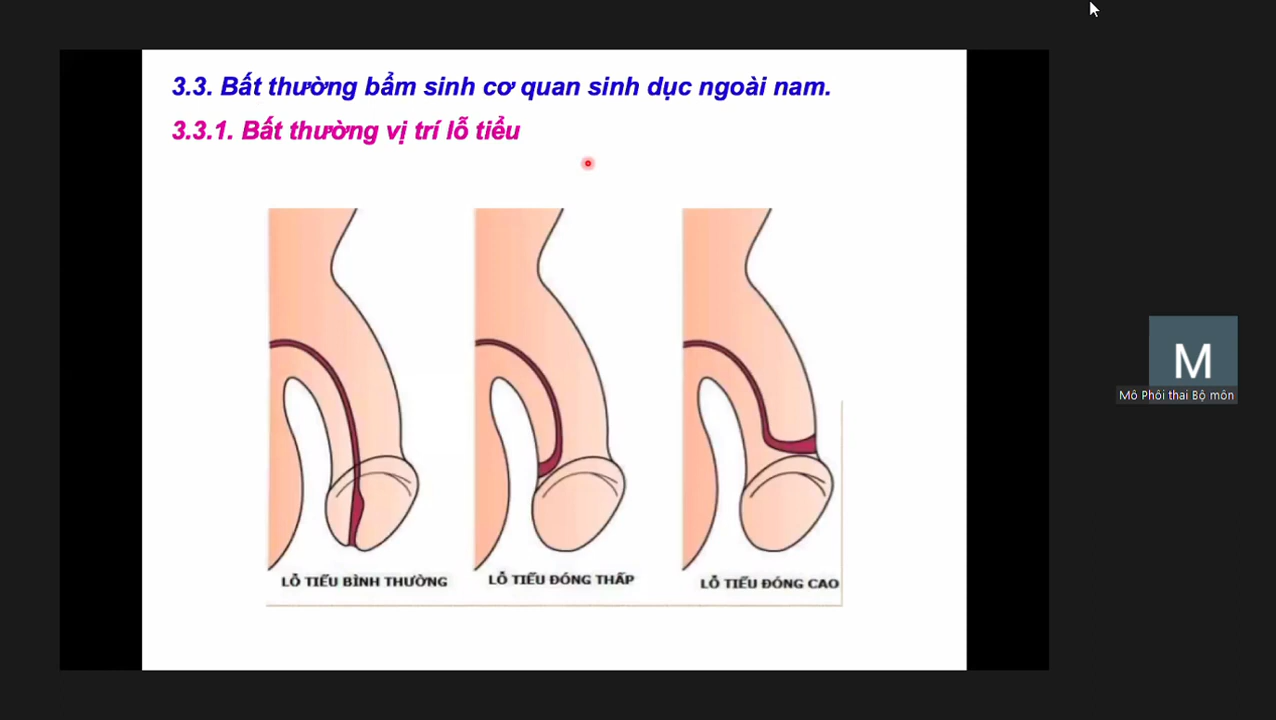 3.3. Bất thường bẩm sinh cơ quan sinh dục ngoài nam.
3.3.1. Bất thường vị trí lỗ tiểu
LỖ TIỂU BÌNH THƯỜNG
LỖ TIỂU ĐÓNG THẤP
LỖ TIỂU ĐÓNG CAO
M
Mô Phôi thai Bộ môn